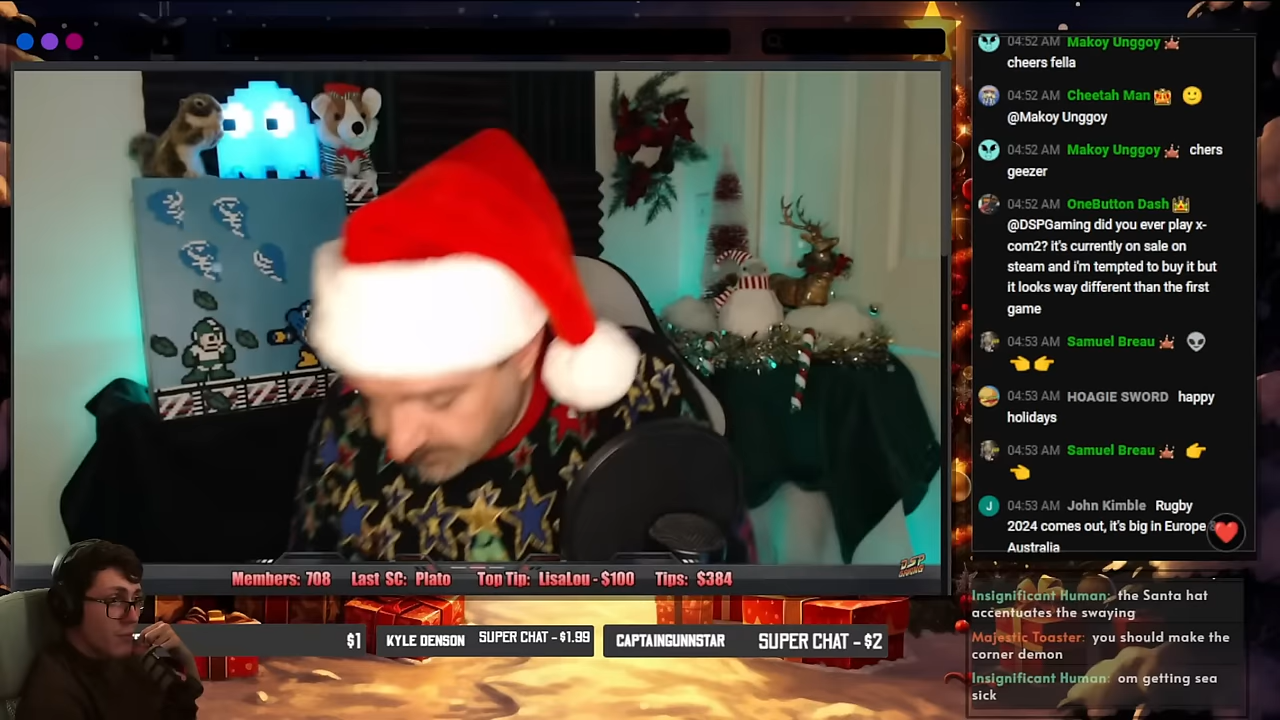 04:52 AM Makoy Unggoy
cheers fella
04:52 AM Cheetah Man
@Makoy Unggoy
04:52 AM Makoy Unggoy chers
geezer
04:52 AM OneButton Dash
@DSPGaming did you ever play x-
com2? it's currently on sale on
steam and i'm tempted to buy it but
it looks way different than the first
game
04:53 AM Samuel Breau
04:53 AM HOAGIE SWORD happy
holidays
04:53 AM Samuel Breau
J 04:53 AM John Kimble Rugby
2024 comes out, it's big in Europe &
Australia
DSP
GAMING
Members: 708 Last SC: Plato Top Tip: LisaLou - $100 Tips: $384
$1 KYLE DENSON SUPER CHAT - $1.99 CAPTAINGUNNSTAR SUPER CHAT - $2
Insignificant Human: the Santa hat
accentuates the swaying
Majestic Toaster: you should make the
corner demon
Insignificant Human: om getting sea
sick